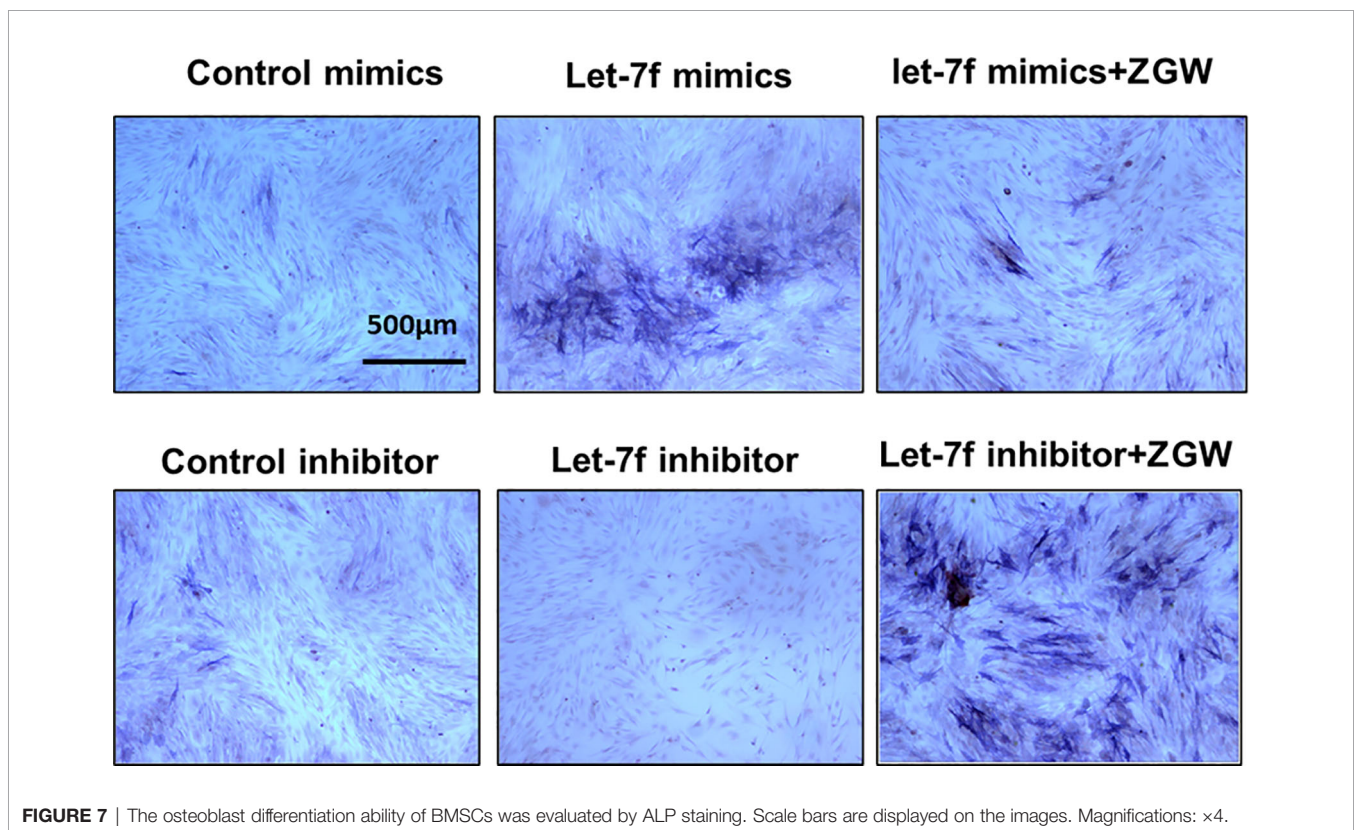 Control mimics
Let-7f mimics
let-7f mimics+ZGW
500μm
Control inhibitor
Let-7f inhibitor
Let-7f inhibitor+ZGW
FIGURE 7 | The osteoblast differentiation ability of BMSCs was evaluated by ALP staining. Scale bars are displayed on the images. Magnifications: ×4.